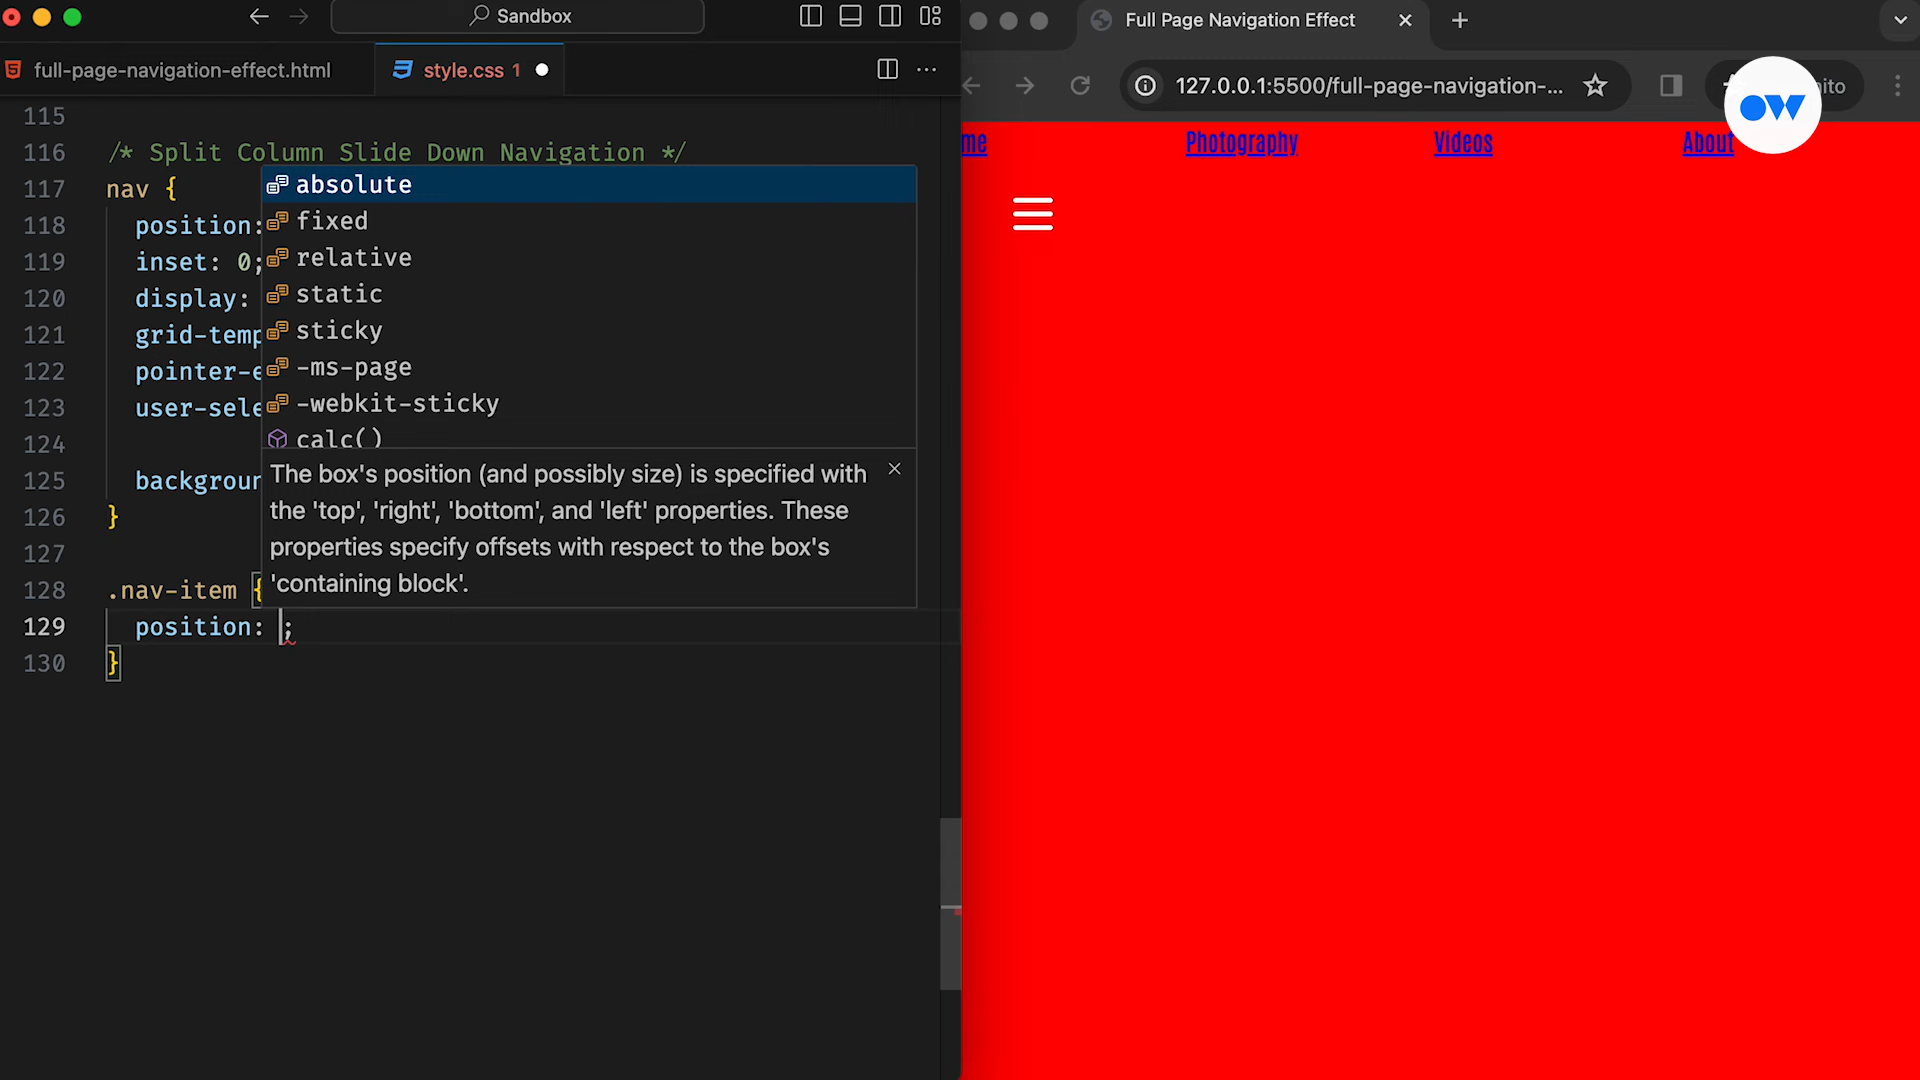 Sandbox
full-page-navigation-effect.html
style.css 1
115
116 /* Split Column Slide Down Navigation */
117 nav {
118 position:
119 inset: 0;
120 display:
121 grid-temp
122 pointer-e
123 user-sele
124
125 backgroun
126 }
127
128 .nav-item {
129 position: ;
130 }
absolute
fixed
relative
static
sticky
-ms-page
-webkit-sticky
calc()
The box's position (and possibly size) is specified with
the 'top', 'right', 'bottom', and 'left' properties. These
properties specify offsets with respect to the box's
'containing block'.
Full Page Navigation Effect
127.0.0.1:5500/full-page-navigation-...
ito
OW
me Photography Videos About